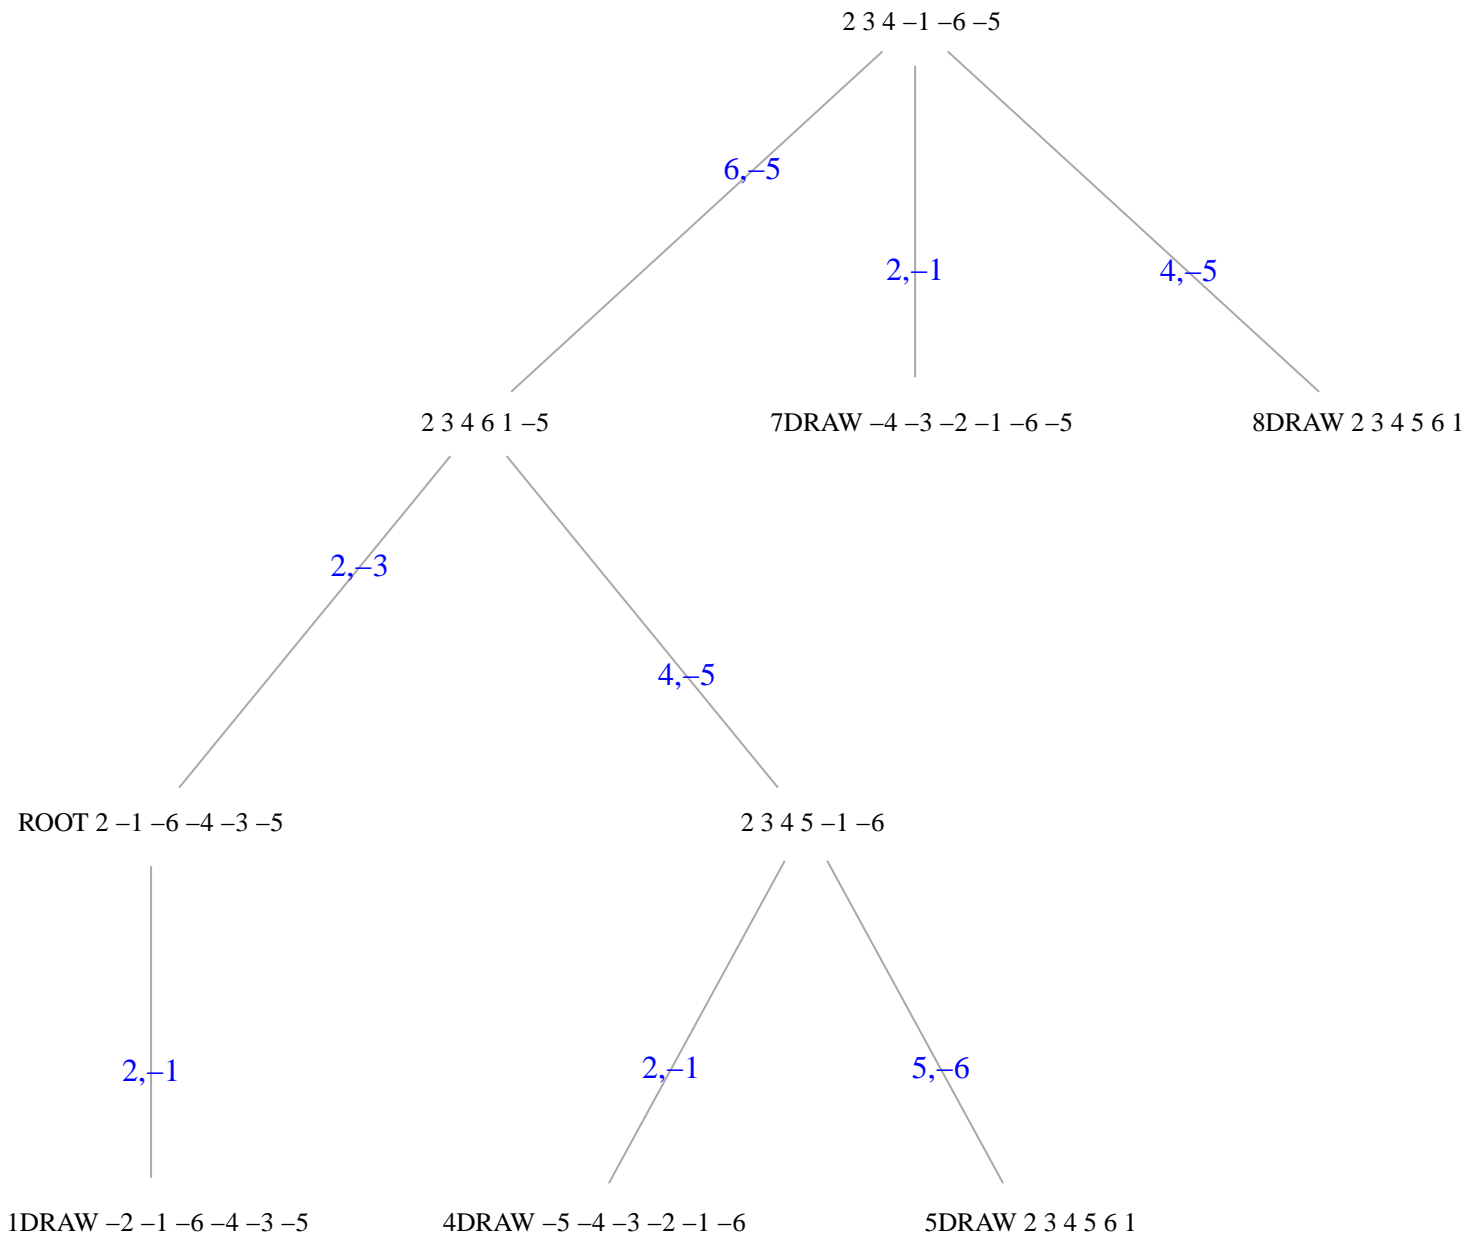 2 3 4 –1 –6 –5
6,–5
2,–1
4,–5
2 3 4 6 1 –5
7DRAW –4 –3 –2 –1 –6 –5
8DRAW 2 3 4 5 6 1
2,–3
4,–5
ROOT 2 –1 –6 –4 –3 –5
2 3 4 5 –1 –6
2,–1
2,–1
5,–6
1DRAW –2 –1 –6 –4 –3 –5
4DRAW –5 –4 –3 –2 –1 –6
5DRAW 2 3 4 5 6 1